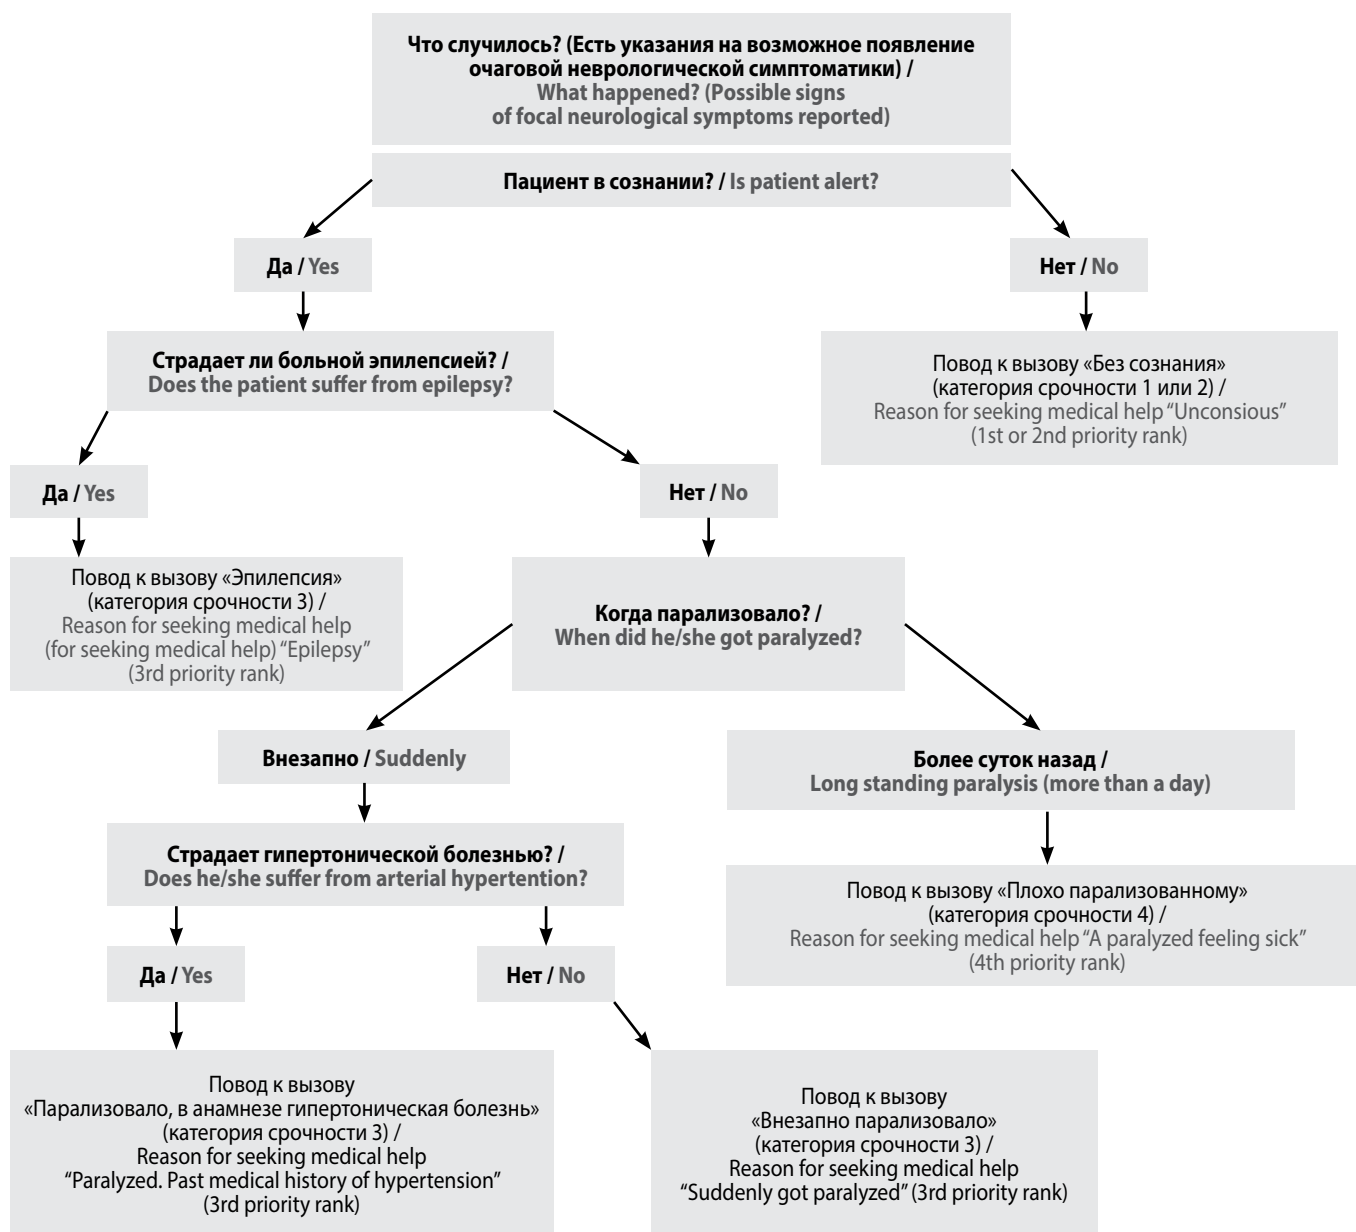 Что случилось? (Есть указания на возможное появление
очаговой неврологической симптоматики) /
What happened? (Possible signs
of focal neurological symptoms reported)
Пациент в сознании? / Is patient alert?
Да / Yes
Нет / No
Страдает ли больной эпилепсией? /
Does the patient suffer from epilepsy?
Повод к вызову «Без сознания»
(категория срочности 1 или 2) /
Reason for seeking medical help “Unconsious”
(1st or 2nd priority rank)
Да / Yes
Нет / No
Повод к вызову «Эпилепсия»
(категория срочности 3) /
Reason for seeking medical help
(for seeking medical help) “Epilepsy”
(3rd priority rank)
Когда парализовало? /
When did he/she got paralyzed?
Внезапно / Suddenly
Более суток назад /
Long standing paralysis (more than a day)
Страдает гипертонической болезнью? /
Does he/she suffer from arterial hypertention?
Повод к вызову «Плохо парализованному»
(категория срочности 4) /
Reason for seeking medical help “A paralyzed feeling sick”
(4th priority rank)
Да / Yes
Нет / No
Повод к вызову
«Парализовало, в анамнезе гипертоническая болезнь»
(категория срочности 3) /
Reason for seeking medical help
“Paralyzed. Past medical history of hypertension”
(3rd priority rank)
Повод к вызову
«Внезапно парализовало»
(категория срочности 3) /
Reason for seeking medical help
“Suddenly got paralyzed” (3rd priority rank)